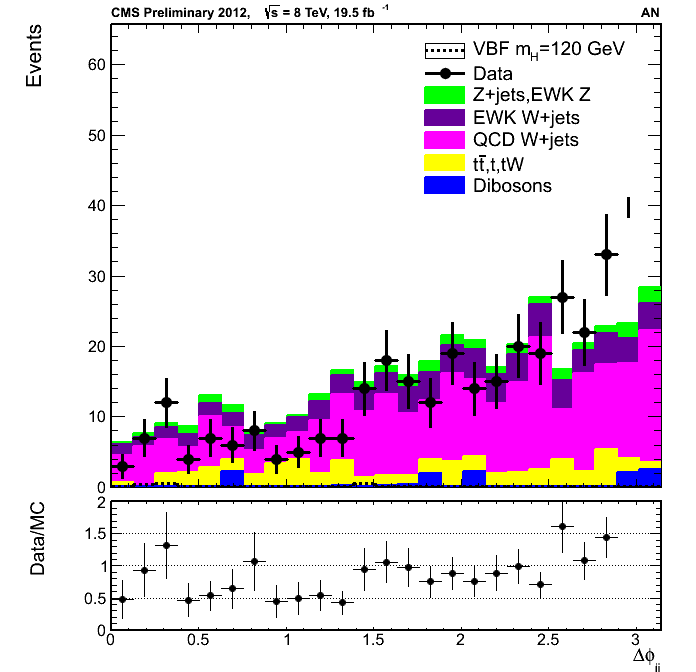 CMS Preliminary 2012, √s = 8 TeV, 19.5 fb⁻¹ AN
Events
VBF m_H=120 GeV
Data
Z+jets,EWK Z
EWK W+jets
QCD W+jets
tt̄,t,tW
Dibosons
60
50
40
30
20
10
0
Data/MC
2
1.5
1
0.5
0
0 0.5 1 1.5 2 2.5 3
Δϕ_jj